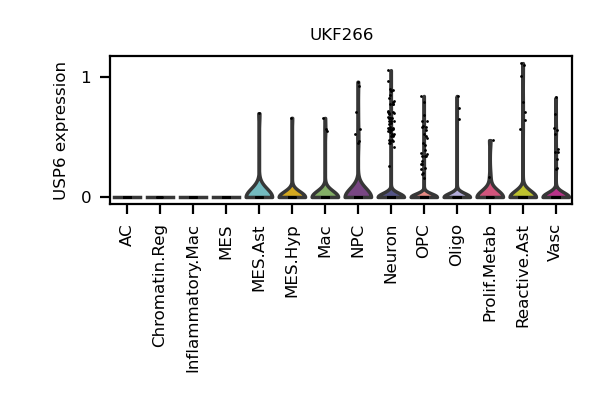 UKF266
USP6 expression
1
0
AC
Chromatin.Reg
Inflammatory.Mac
MES
MES.Ast
MES.Hyp
Mac
NPC
Neuron
OPC
Oligo
Prolif.Metab
Reactive.Ast
Vasc